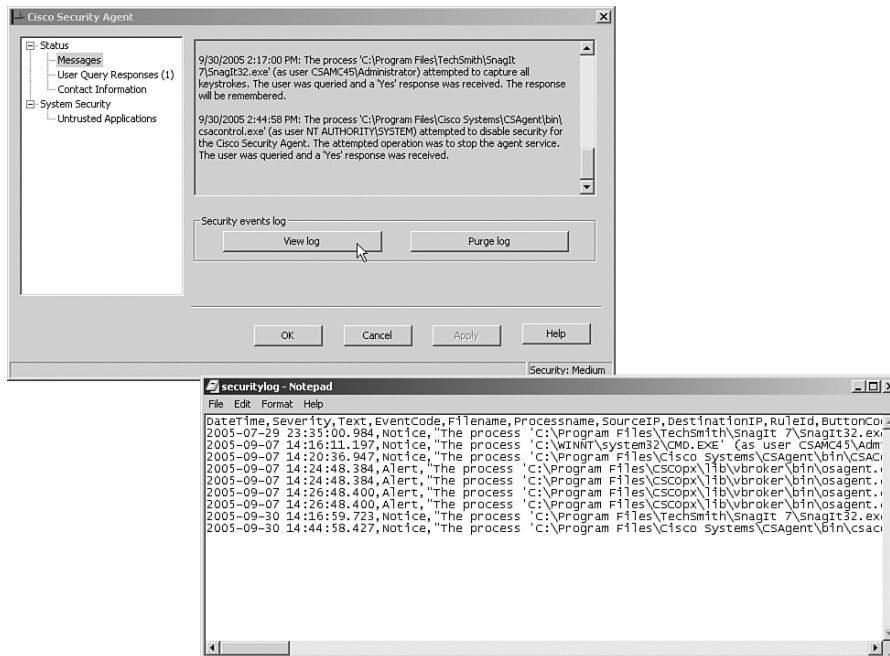 Cisco Security Agent
Status
Messages
User Query Responses (1)
Contact Information
System Security
Untrusted Applications
9/30/2005 2:17:00 PM: The process 'C:\Program Files\TechSmith\SnagIt
7\SnagIt32.exe' (as user CSAMC45\Administrator) attempted to capture all
keystrokes. The user was queried and a 'Yes' response was received. The response
will be remembered.
9/30/2005 2:44:58 PM: The process 'C:\Program Files\Cisco Systems\CSAgent\bin\
csacontrol.exe' (as user NT AUTHORITY\SYSTEM) attempted to disable security for
the Cisco Security Agent. The attempted operation was to stop the agent service.
The user was queried and a 'Yes' response was received.
Security events log
View log
Purge log
OK
Cancel
Apply
Help
Security: Medium
securitylog - Notepad
File Edit Format Help
DateTime,Severity,Text,EventCode,Filename,Processname,SourceIP,DestinationIP,RuleId,ButtonCo
2005-07-29 23:35:00.984,Notice,"The process 'C:\Program Files\TechSmith\SnagIt 7\SnagIt32.ex
2005-09-07 14:16:11.197,Notice,"The process 'C:\WINNT\system32\CMD.EXE' (as user CSAMC45\Adm
2005-09-07 14:20:36.947,Notice,"The process 'C:\Program Files\Cisco Systems\CSAgent\bin\CSAC
2005-09-07 14:24:48.384,Alert,"The process 'C:\Program Files\CSCOpx\lib\vbroker\bin\osagent.
2005-09-07 14:24:48.384,Alert,"The process 'C:\Program Files\CSCOpx\lib\vbroker\bin\osagent.
2005-09-07 14:26:48.400,Alert,"The process 'C:\Program Files\CSCOpx\lib\vbroker\bin\osagent.
2005-09-07 14:26:48.400,Alert,"The process 'C:\Program Files\CSCOpx\lib\vbroker\bin\osagent.
2005-09-30 14:16:59.723,Notice,"The process 'C:\Program Files\TechSmith\SnagIt 7\SnagIt32.ex
2005-09-30 14:44:58.427,Notice,"The process 'C:\Program Files\Cisco Systems\CSAgent\bin\csac